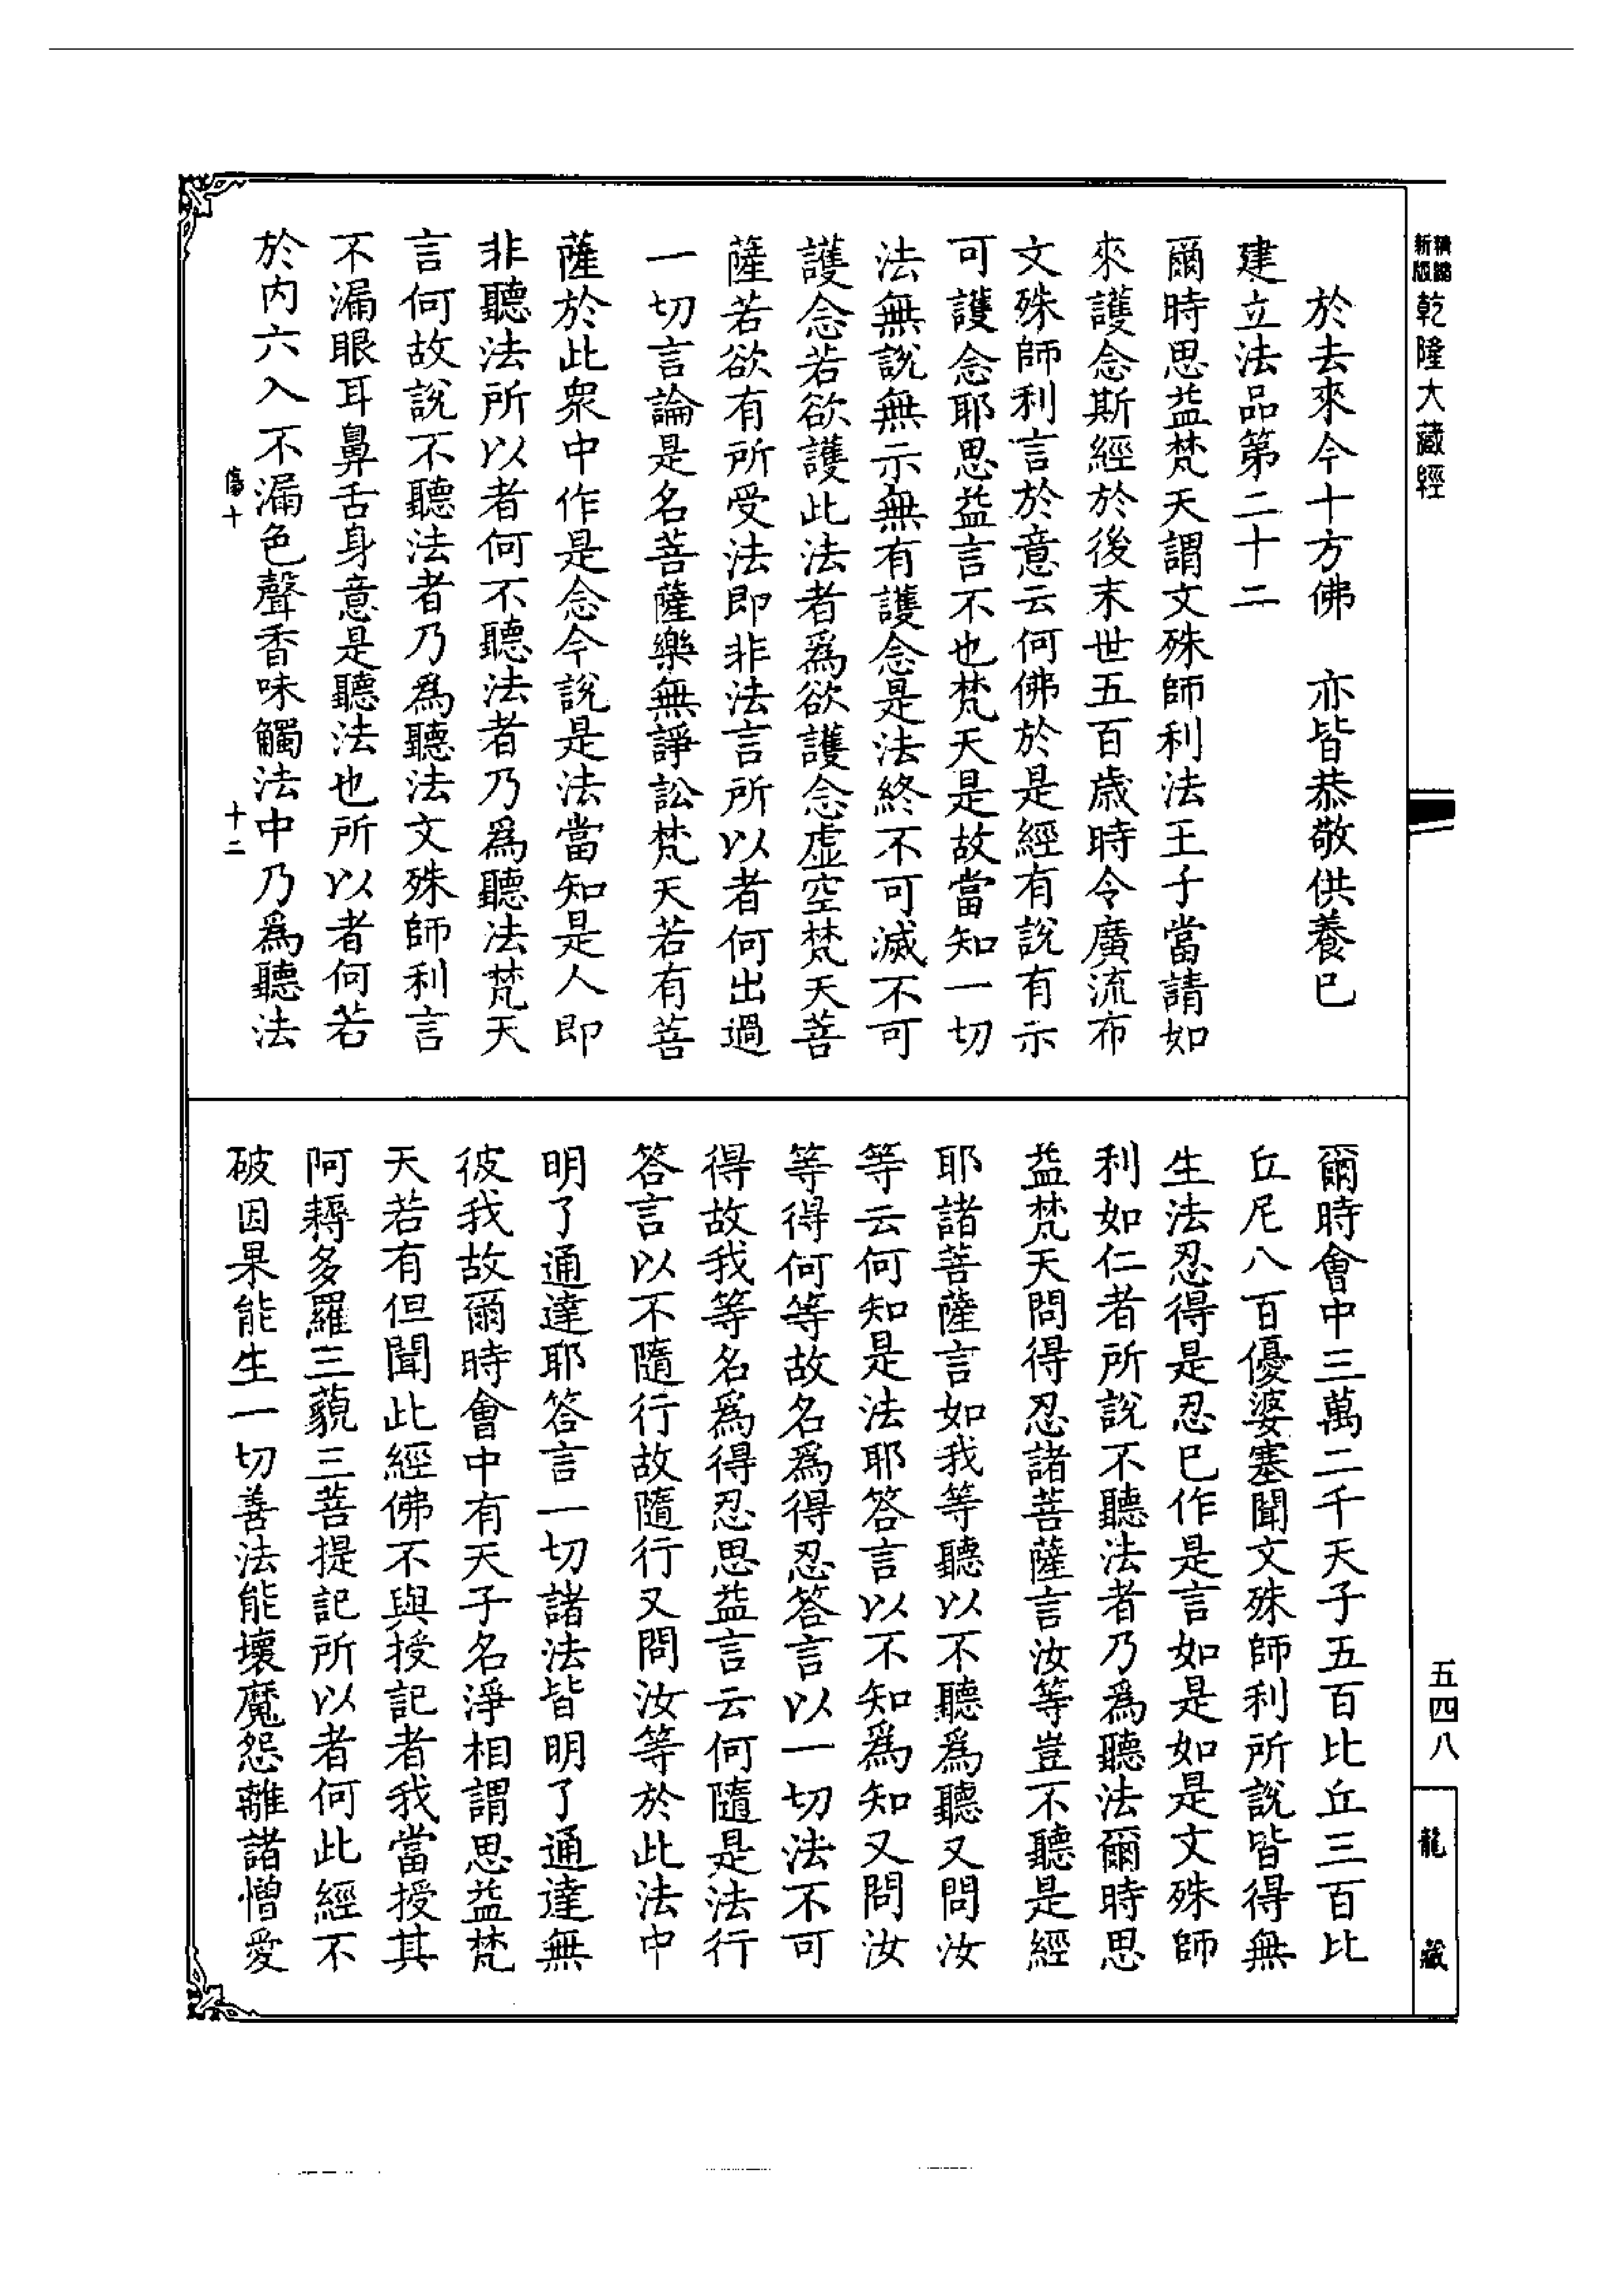 新版
精縮
乾隆大藏經
五四八
龍藏
於去來今十方佛　亦皆恭敬供養已
建立法品第二十二
爾時思益梵天謂文殊師利法王子當請如
來護念斯經於後末世五百歲時令廣流布
文殊師利言於意云何佛於是經有說有示
可護念耶思益言不也梵天是故當知一切
法無說無示無有護念是法終不可滅不可
護念若欲護此法者爲欲護念虛空梵天菩
薩若欲有所受法即非法言所以者何出過
一切言論是名菩薩樂無諍訟梵天若有菩
薩於此衆中作是念今說是法當知是人即
非聽法所以者何不聽法者乃爲聽法梵天
言何故說不聽法者乃爲聽法文殊師利言
不漏眼耳鼻舌身意是聽法也所以者何若
於內六入不漏色聲香味觸法中乃爲聽法
傷十　十二
爾時會中三萬二千天子五百比丘三百比
丘尼八百優婆塞聞文殊師利所說皆得無
生法忍得是忍已作是言如是如是文殊師
利如仁者所說不聽法者乃爲聽法爾時思
益梵天問得忍諸菩薩言汝等豈不聽是經
耶諸菩薩言如我等聽以不聽爲聽又問汝
等云何知是法耶答言以不知爲知又問汝
等得何等故名爲得忍答言以一切法不可
得故我等名爲得忍思益言云何隨是法行
答言以不隨行故隨行又問汝等於此法中
明了通達耶答言一切諸法皆明了通達無
彼我故爾時會中有天子名淨相謂思益梵
天若有但聞此經佛不與授記者我當授其
阿耨多羅三藐三菩提記所以者何此經不
破因果能生一切善法能壞魔怨離諸憎愛